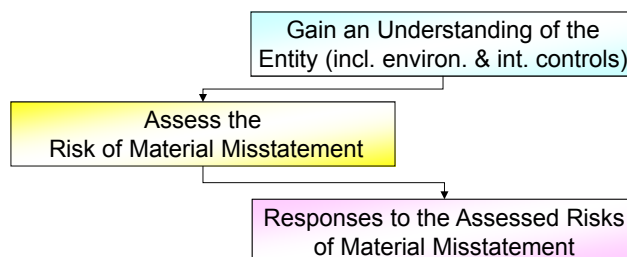 Gain an Understanding of the
Entity (incl. environ. & int. controls)
Assess the
Risk of Material Misstatement
Responses to the Assessed Risks
of Material Misstatement